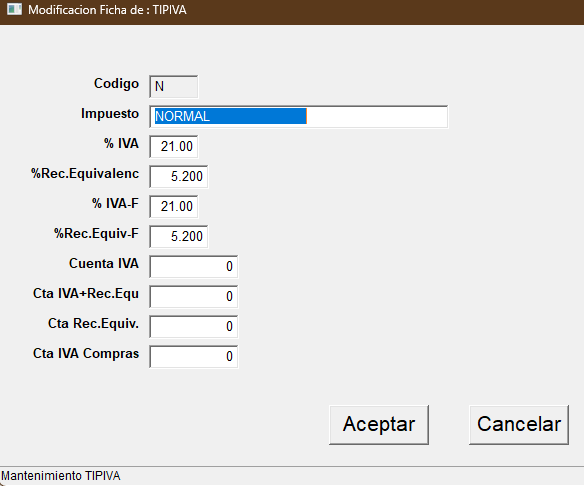 Modificacion Ficha de : TIPIVA
Codigo N
Impuesto NORMAL
% IVA 21.00
%Rec.Equivalenc 5.200
% IVA-F 21.00
%Rec.Equiv-F 5.200
Cuenta IVA 0
Cta IVA+Rec.Equ 0
Cta Rec.Equiv. 0
Cta IVA Compras 0
Aceptar Cancelar
Mantenimiento TIPIVA